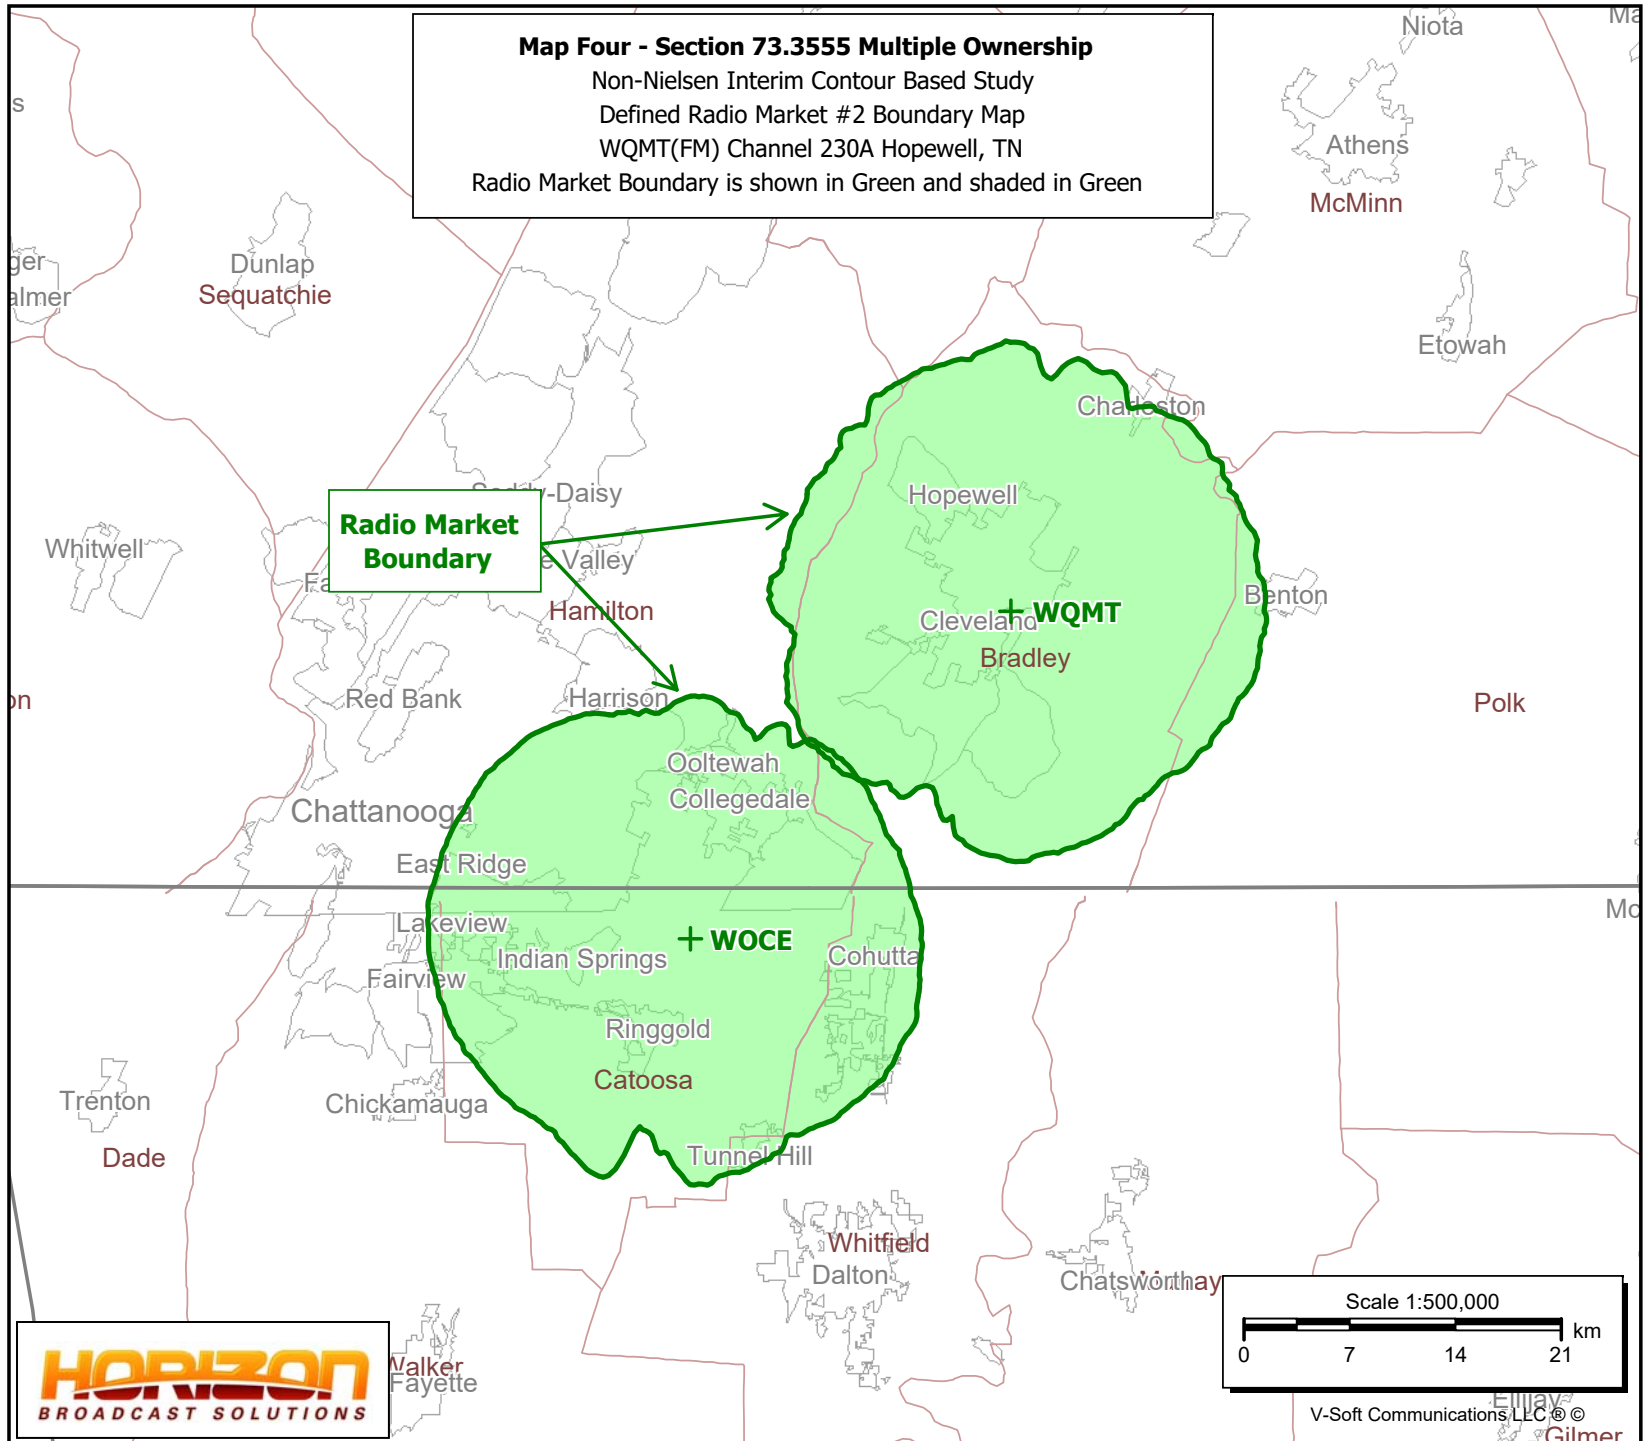 Map Four - Section 73.3555 Multiple Ownership
Non-Nielsen Interim Contour Based Study
Defined Radio Market #2 Boundary Map
WQMT(FM) Channel 230A Hopewell, TN
Radio Market Boundary is shown in Green and shaded in Green
Niota
Athens
McMinn
Dunlap
Sequatchie
Etowah
Charleston
Hopewell
Radio Market
Boundary
Whitwell
Valley
Hamilton
Benton
Cleveland
WQMT
Bradley
Red Bank
Harrison
Polk
Ooltewah
Collegedale
Chattanooga
East Ridge
Lakeview
WOCE
Indian Springs
Cohutta
Fairview
Ringgold
Catoosa
Trenton
Chickamauga
Dade
Tunnel Hill
Whitfield
Dalton
Chatsworth
Scale 1:500,000
km
0 7 14 21
HORIZON
BROADCAST SOLUTIONS
Walker
Fayette
Ellijay
V-Soft Communications LLC ® ©
Gilmer